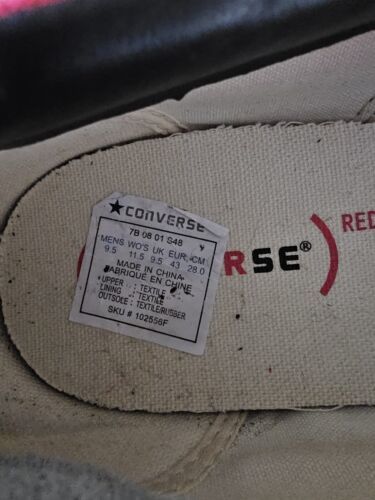 ★CONVERSE
7B 08 01 S48
MENS WO'S UK EUR CM
9.5 11.5 9.5 43 28.0
MADE IN CHINA
FABRIQUE EN CHINE
UPPER : TEXTILE
LINING : TEXTILE
OUTSOLE : TEXTILE/RUBBER
SKU # 102556F
RSE®) RED